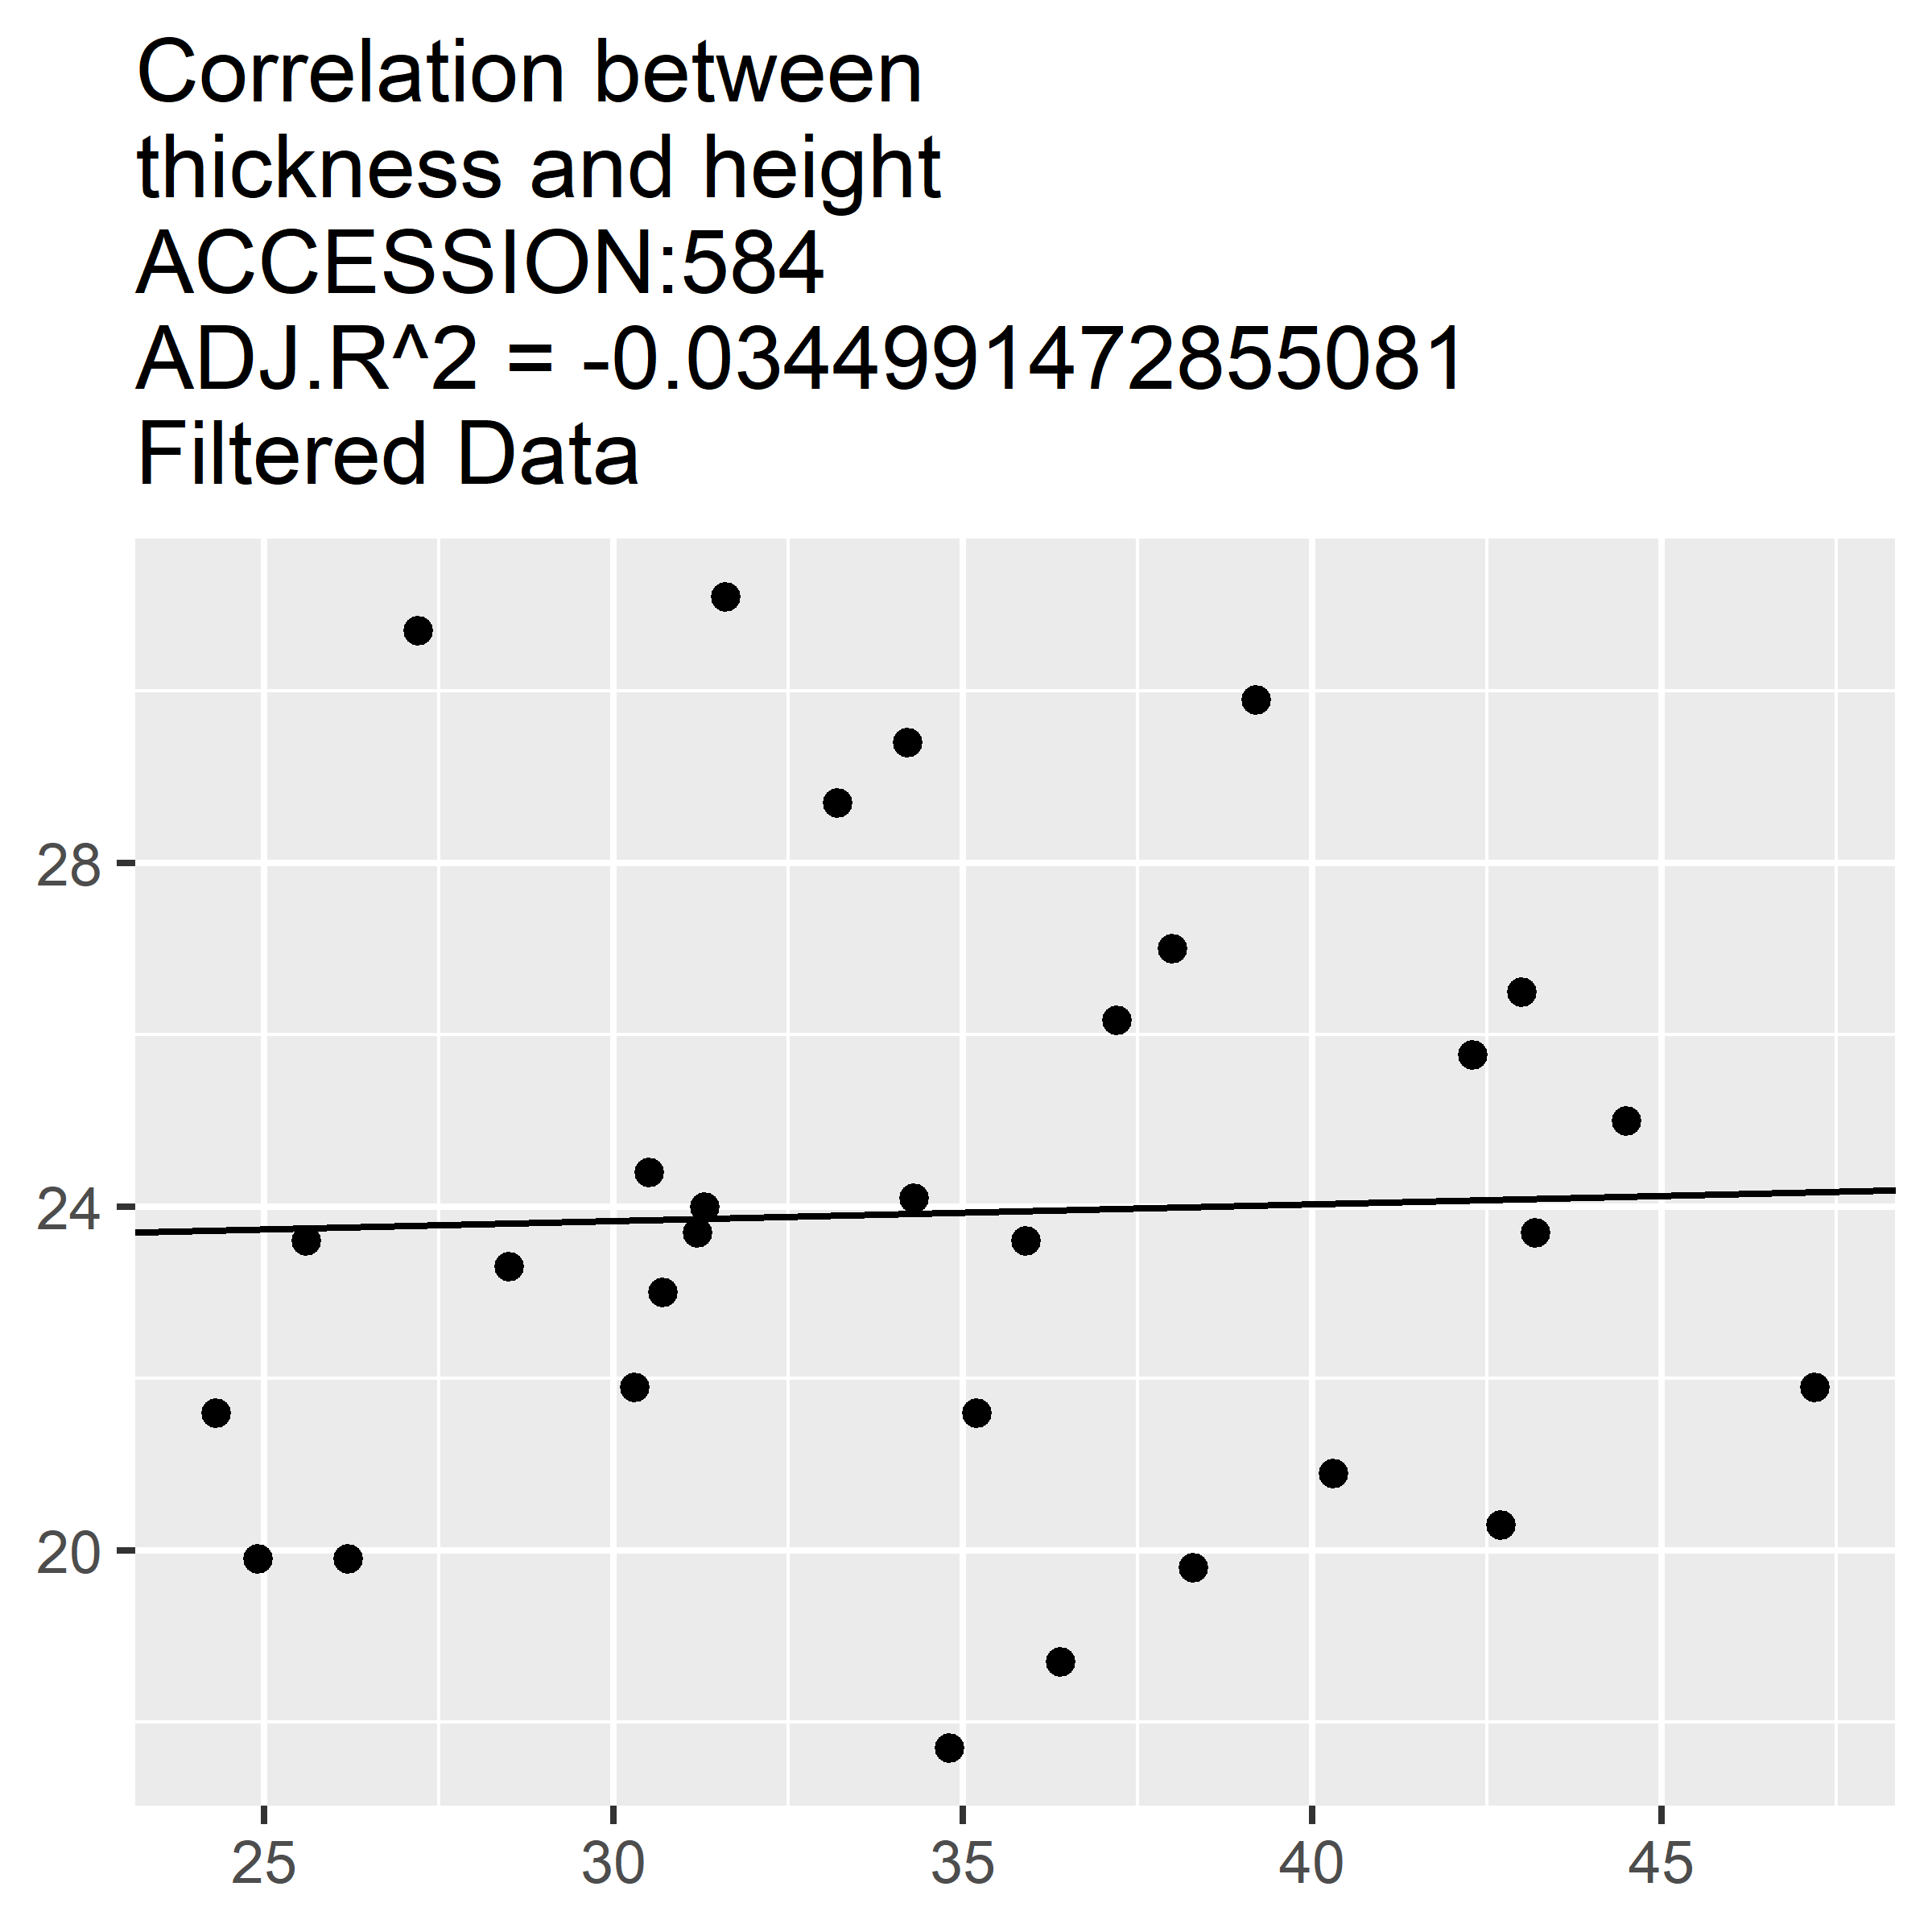 Correlation between
thickness and height
ACCESSION:584
ADJ.R^2 = -0.0344991472855081
Filtered Data
28
24
20
25 30 35 40 45